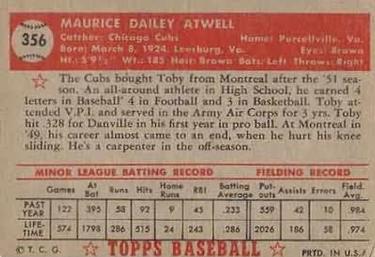 MAURICE DAILEY ATWELL
356
Catcher: Chicago Cubs Home: Purcellville, Va.
Born: March 8, 1924, Leesburg, Va. Eyes: Brown
Ht: 5'9½" Wt: 185 Hair: Brown Bats: Left Throws: Right
The Cubs bought Toby from Montreal after the '51 sea-
son. An all-around athlete in High School, he earned 4
letters in Baseball' 4 in Football and 3 in Basketball. Toby at-
tended V.P.I. and served in the Army Air Corps for 3 yrs. Toby
hit .328 for Danville in his first year in pro ball. At Montreal in
'49, his career almost came to an end, when he hurt his knee
sliding. He's a carpenter in the off-season.
MINOR LEAGUE BATTING RECORD FIELDING RECORD
Games At Bat Runs Hits Home Runs RBI Batting Average Put-outs Assists Errors Field. Avg.
PAST YEAR 122 395 58 92 9 45 .233 559 42 10 .984
LIFE-TIME 574 1798 286 515 24 243 .286 2026 186 58 .974
© T. C. G. TOPPS BASEBALL PRTD. IN U.S.A.